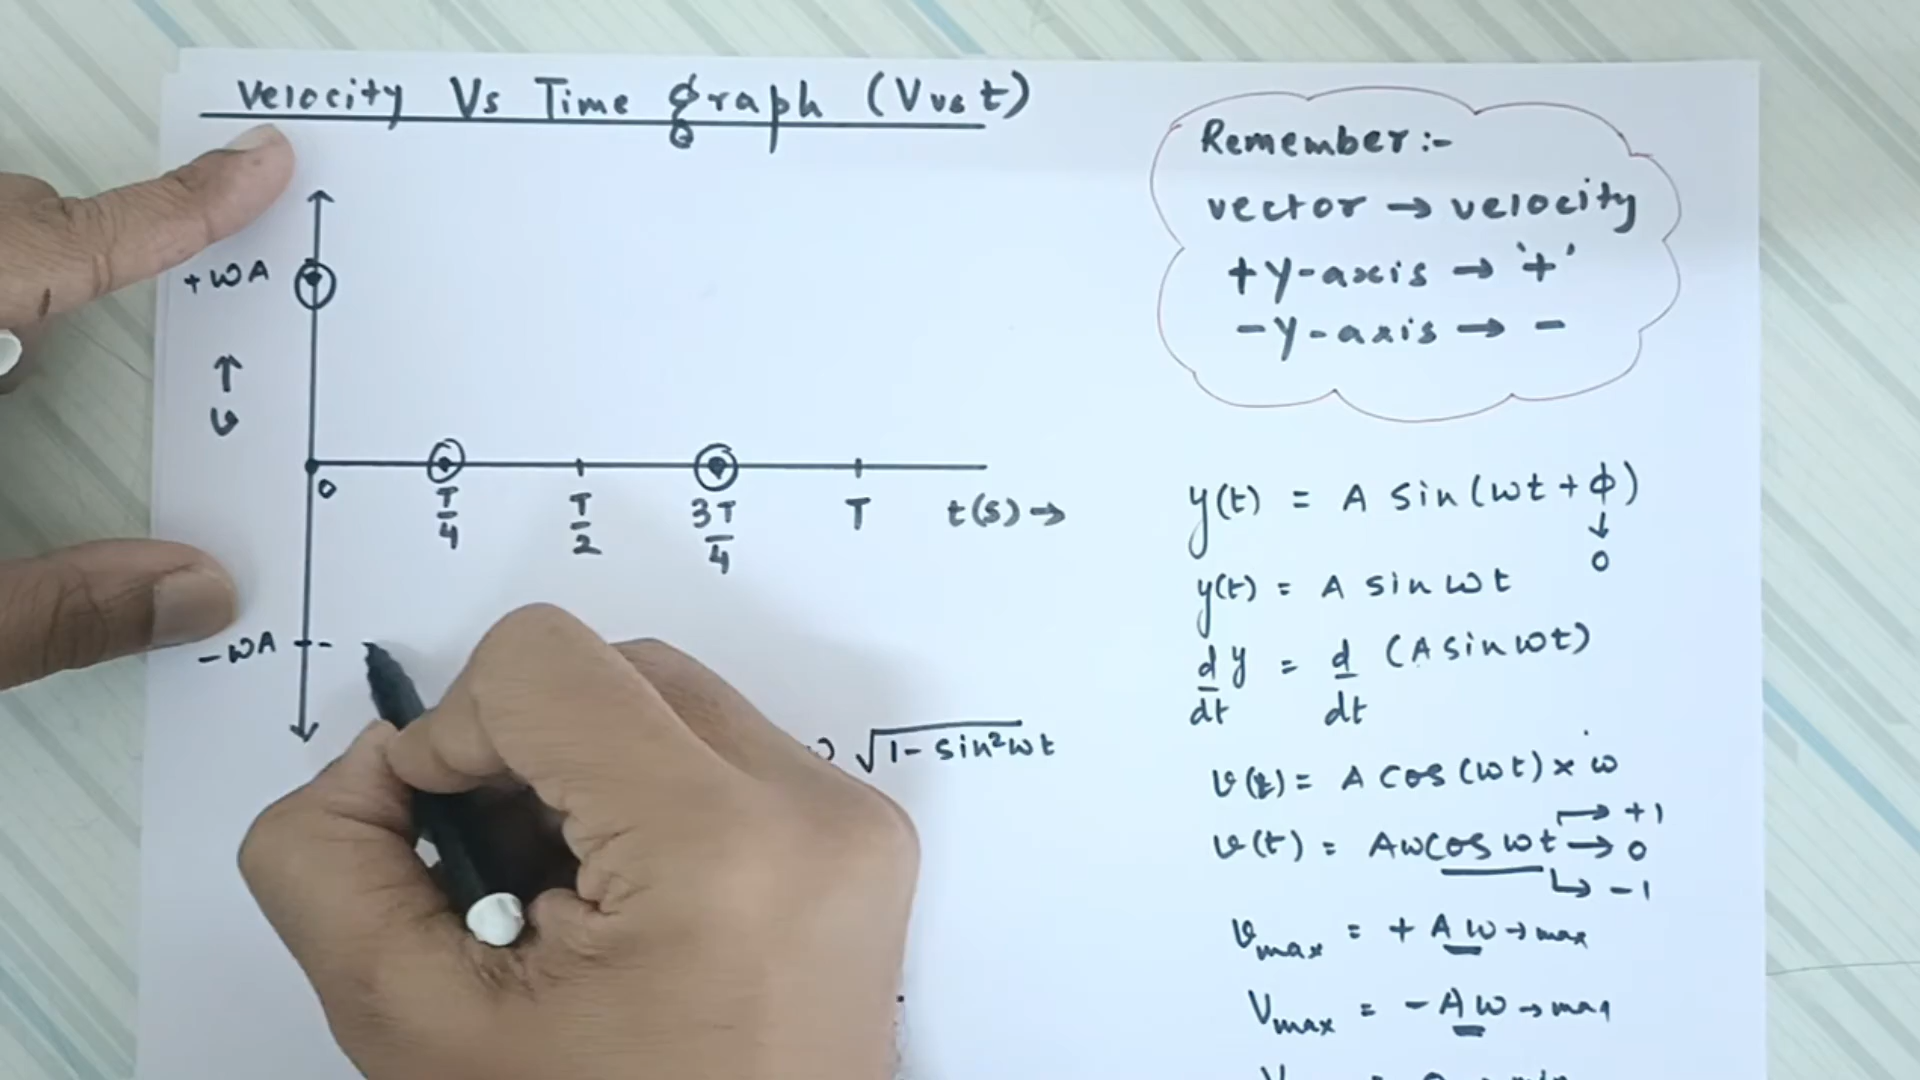 Velocity Vs Time graph (V vs t)
+ωA
↑
v
0
T/4
T/2
3T/4
T
t(s) →
-ωA
√1-sin²ωt
Remember :-
vector → velocity
+y-axis → '+'
-y-axis → -
y(t) = A sin(ωt + ϕ)
↓
0
y(t) = A sin ωt
d/dt y = d/dt (A sin ωt)
v(t) = A cos(ωt) × ω
→ +1
v(t) = Aω cos ωt → 0
↳ -1
vmax = + Aω → max
Vmax = - Aω → max